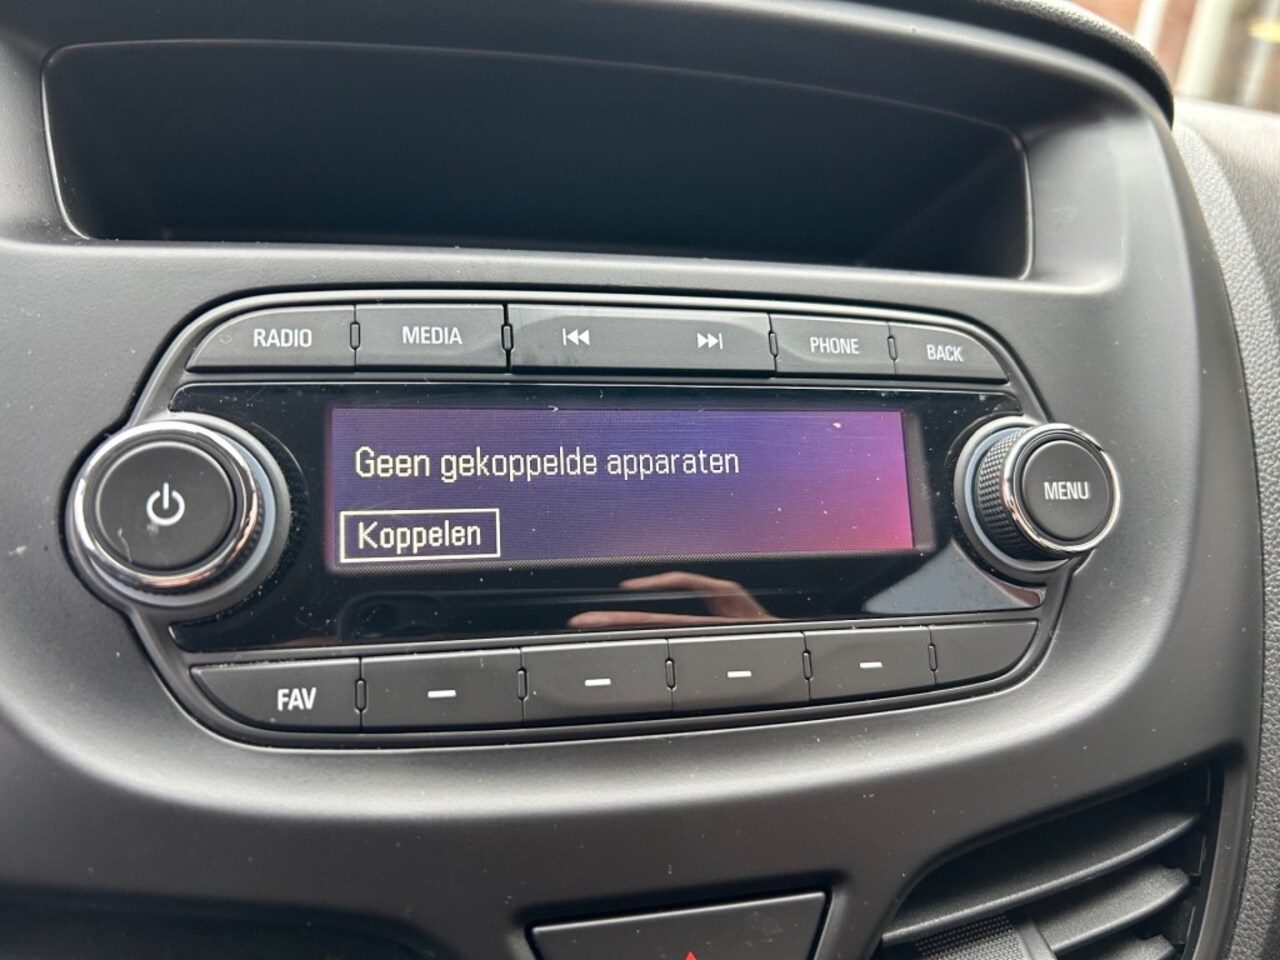 RADIO
MEDIA
PHONE
BACK
Geen gekoppelde apparaten
Koppelen
MENU
FAV